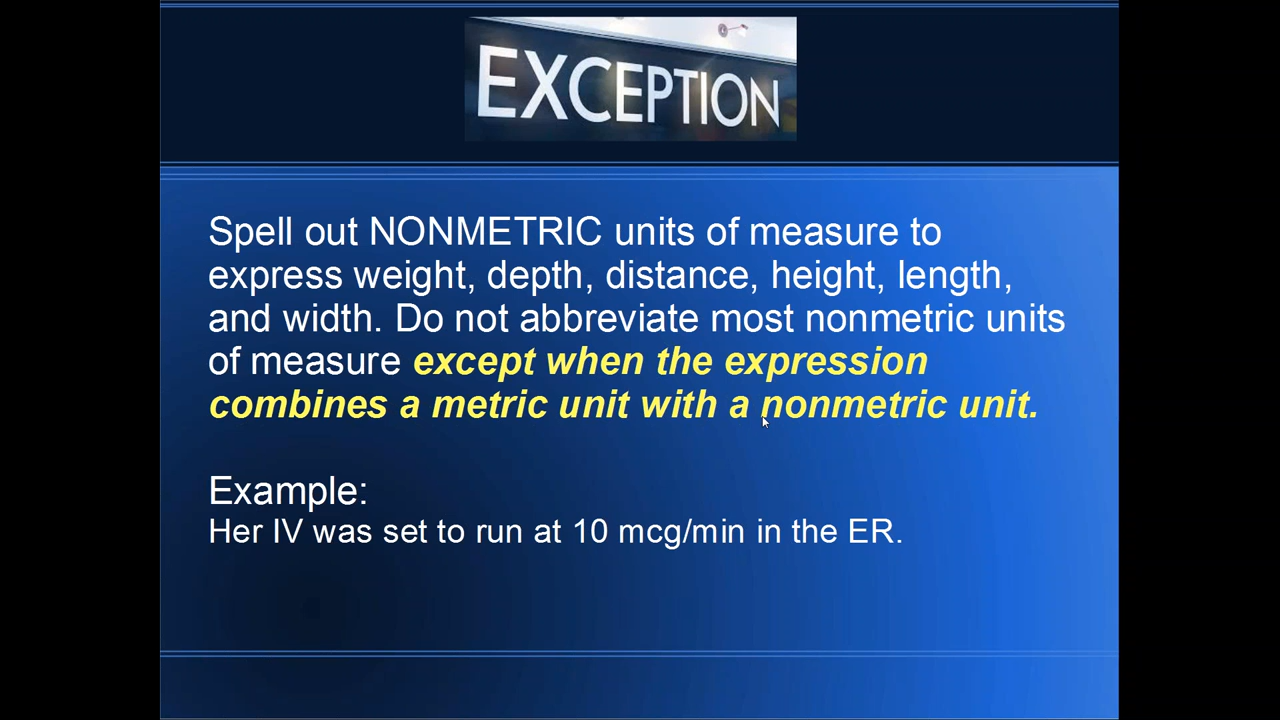 EXCEPTION
Spell out NONMETRIC units of measure to
express weight, depth, distance, height, length,
and width. Do not abbreviate most nonmetric units
of measure except when the expression
combines a metric unit with a nonmetric unit.
Example:
Her IV was set to run at 10 mcg/min in the ER.